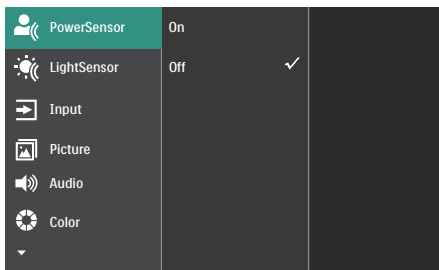 PowerSensor On
LightSensor Off
Input
Picture
Audio
Color